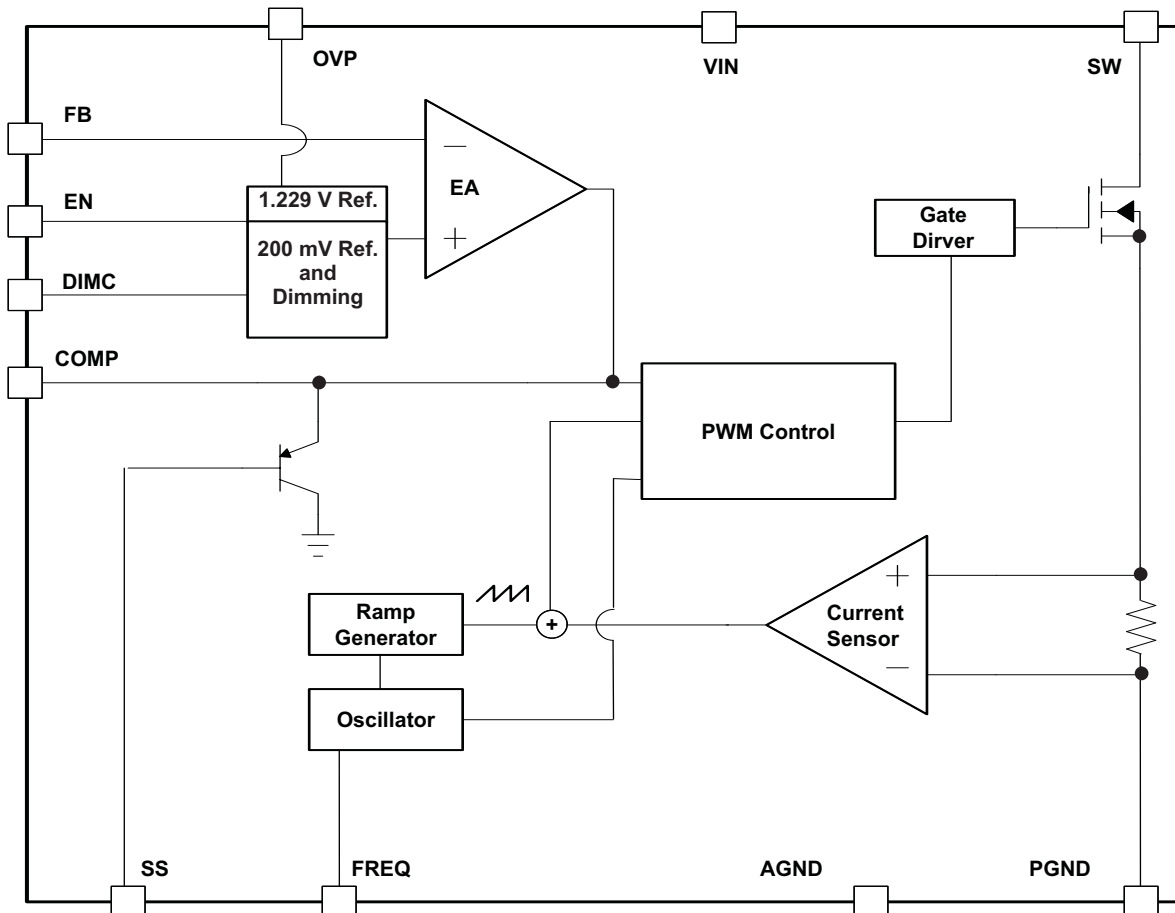 OVP
VIN
SW
FB
EA
EN
1.229 V Ref.
200 mV Ref.
and
Dimming
DIMC
Gate
Dirver
COMP
PWM Control
Ramp
Generator
+
Current
Sensor
Oscillator
SS
FREQ
AGND
PGND